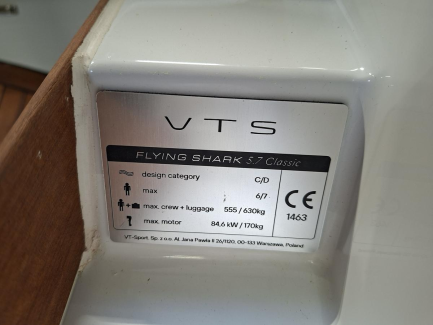 VTS
FLYING SHARK 5.7 Classic
design category C/D
max 6/7
max. crew + luggage 555 / 630kg
max. motor 84.6 kW / 170kg
CE
1463
VT-Sport. Sp. z o.o. Al. Jana Pawła II 26/1120, 00-133 Warszawa, Poland